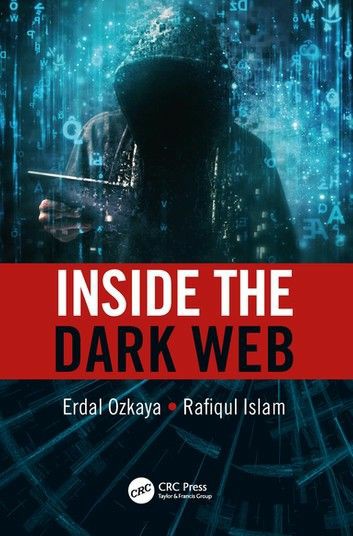 INSIDE THE
DARK WEB
Erdal Ozkaya • Rafiqul Islam
CRC
CRC Press
Taylor & Francis Group